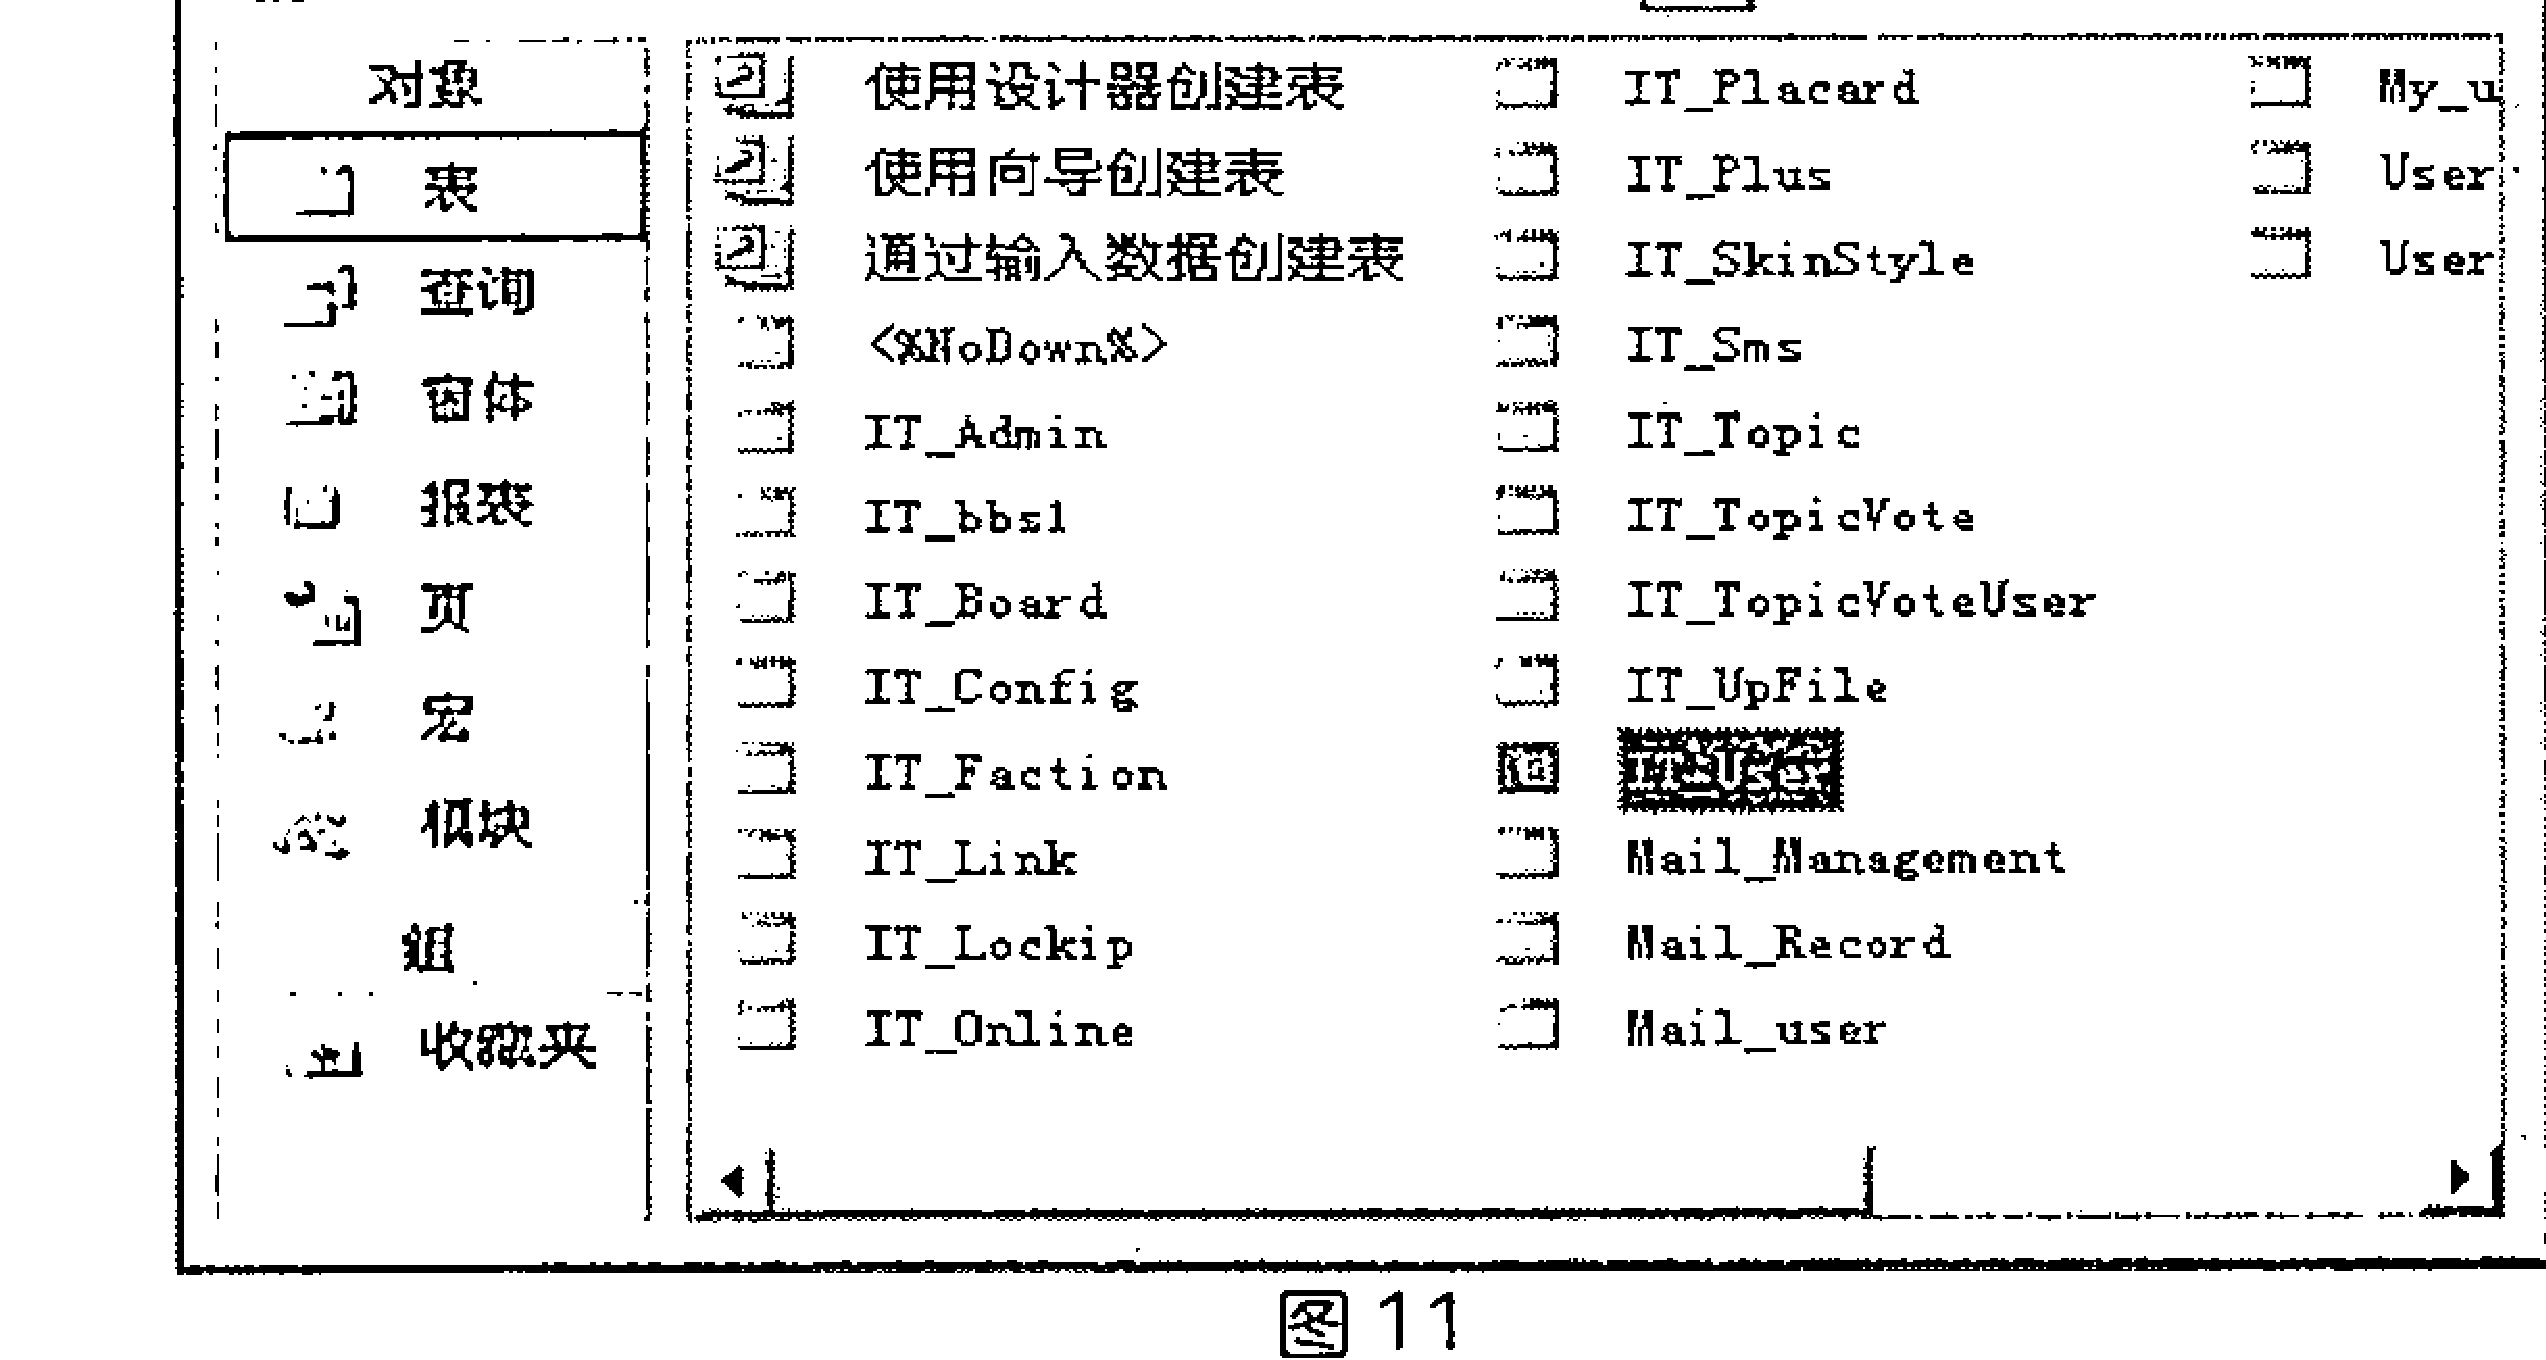 对象
表
查询
窗体
报表
页
宏
模块
组
收藏夹
使用设计器创建表
使用向导创建表
通过输入数据创建表
<%NoDown%>
IT_Admin
IT_bbs1
IT_Board
IT_Config
IT_Faction
IT_Link
IT_Lockip
IT_Online
IT_Placard
IT_Plus
IT_SkinStyle
IT_Sms
IT_Topic
IT_TopicVote
IT_TopicVoteUser
IT_UpFile
IT_User
Mail_Management
Mail_Record
Mail_user
My_u
User
User
图 11